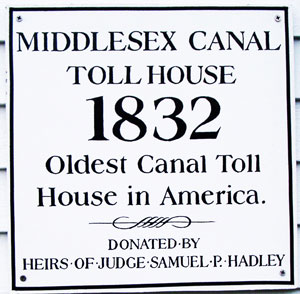 MIDDLESEX CANAL
TOLL HOUSE
1832
Oldest Canal Toll
House in America.
DONATED·BY
HEIRS·OF·JUDGE·SAMUEL·P·HADLEY